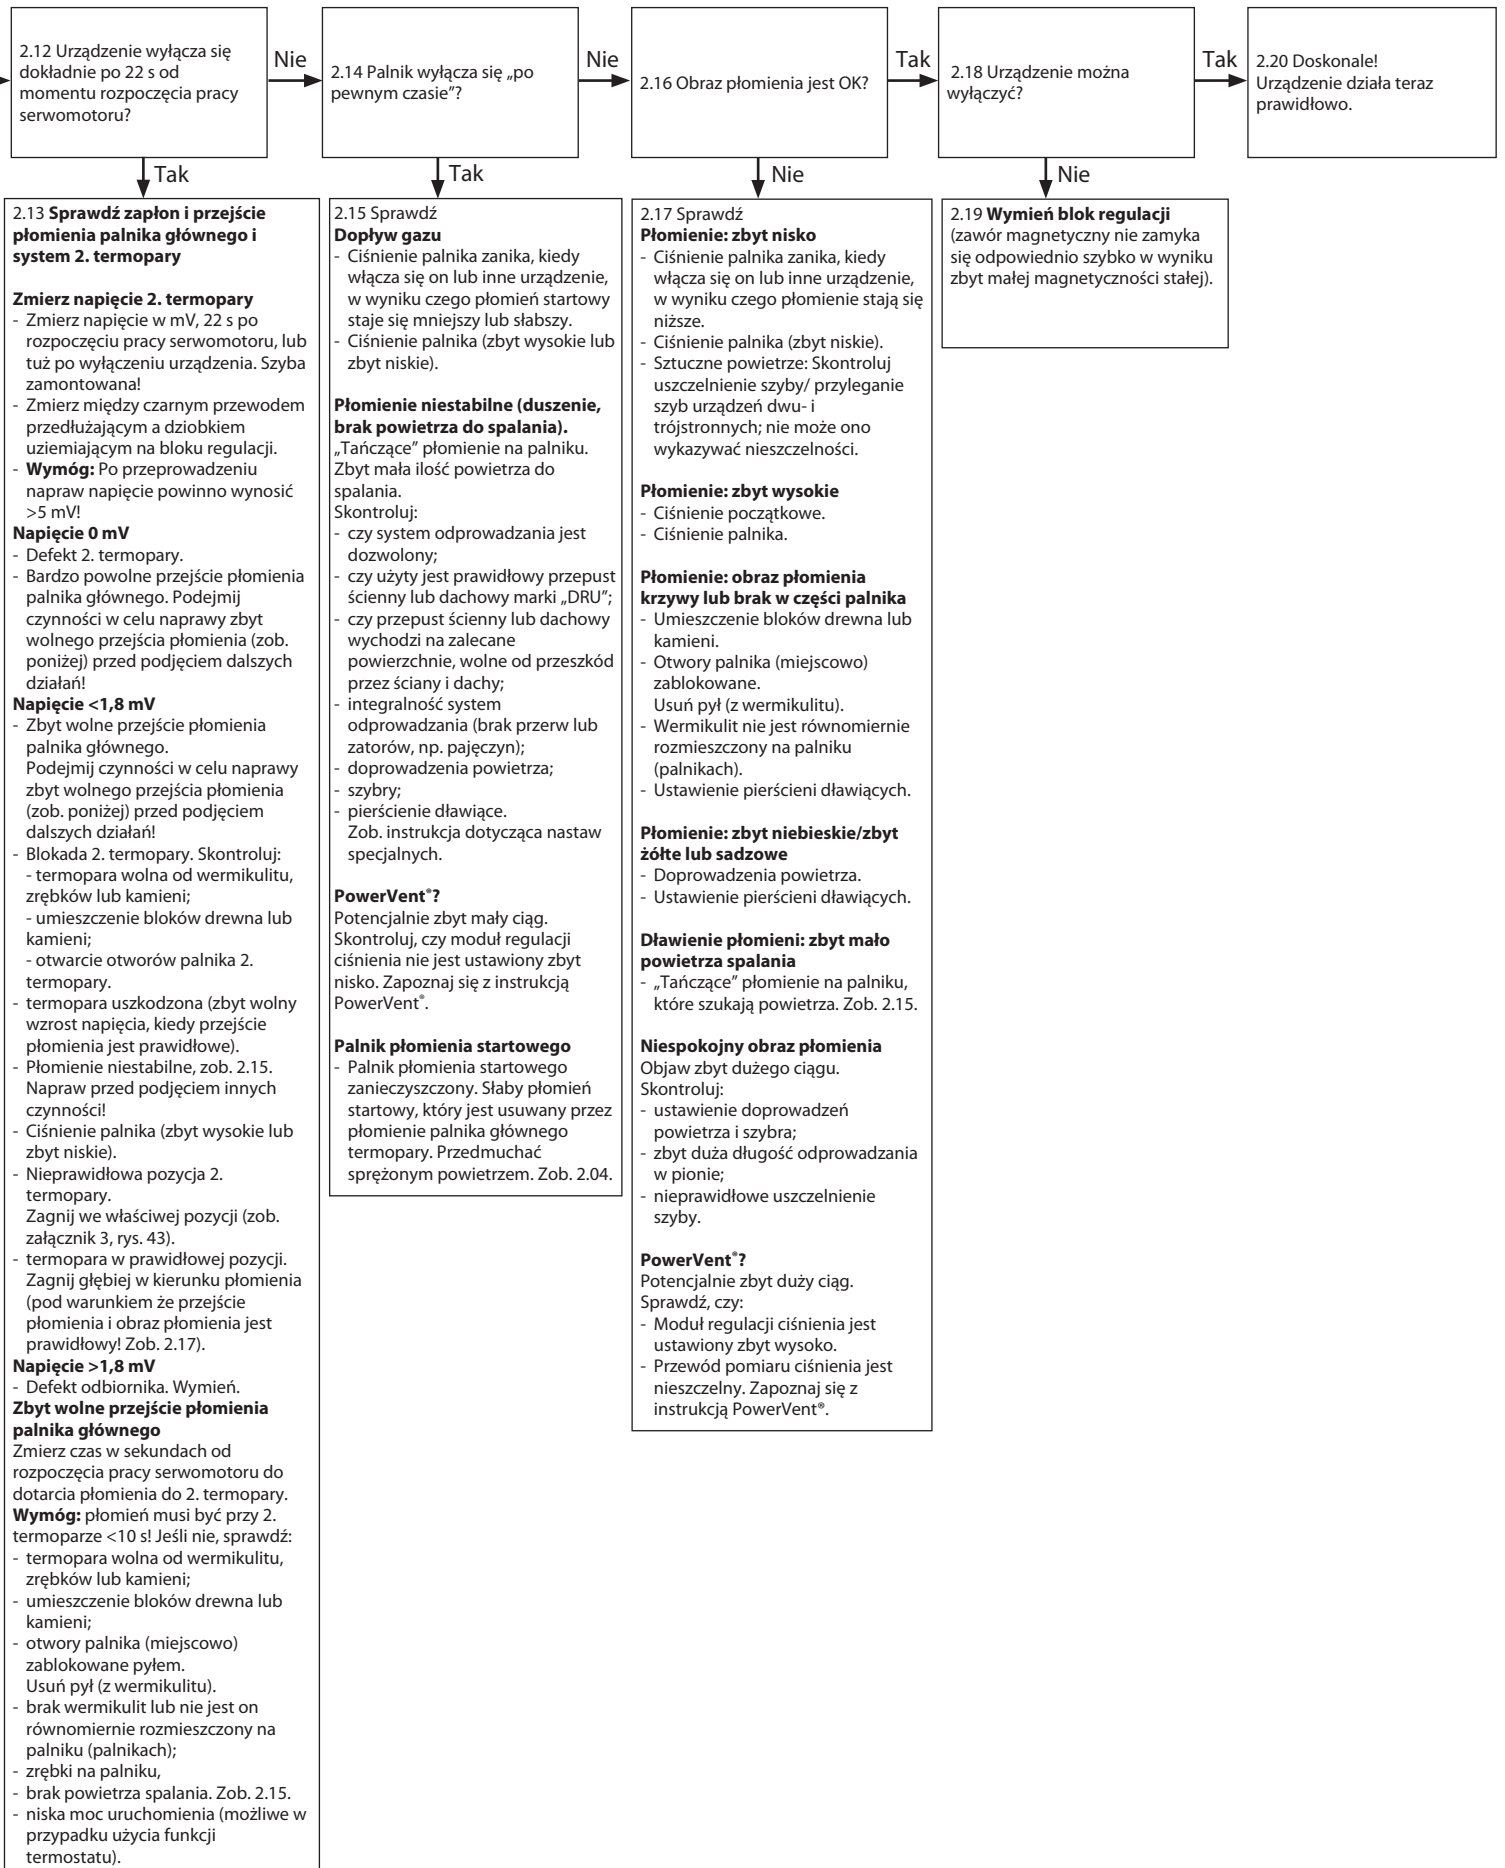 2.12 Urządzenie wyłącza się
dokładnie po 22 s od
momentu rozpoczęcia pracy
serwomotoru?
Nie
2.14 Palnik wyłącza się „po
pewnym czasie”?
Nie
2.16 Obraz płomienia jest OK?
Tak
2.18 Urządzenie można
wyłączyć?
Tak
2.20 Doskonale!
Urządzenie działa teraz
prawidłowo.
Tak
Tak
Nie
Nie
2.13 Sprawdź zapłon i przejście
płomienia palnika głównego i
system 2. termopary
Zmierz napięcie 2. termopary
- Zmierz napięcie w mV, 22 s po
rozpoczęciu pracy serwomotoru, lub
tuż po wyłączeniu urządzenia. Szyba
zamontowana!
- Zmierz między czarnym przewodem
przedłużającym a dziobkiem
uziemiającym na bloku regulacji.
- Wymóg: Po przeprowadzeniu
napraw napięcie powinno wynosić
>5 mV!
Napięcie 0 mV
- Defekt 2. termopary.
- Bardzo powolne przejście płomienia
palnika głównego. Podejmij
czynności w celu naprawy zbyt
wolnego przejścia płomienia (zob.
poniżej) przed podjęciem dalszych
działań!
Napięcie <1,8 mV
- Zbyt wolne przejście płomienia
palnika głównego.
Podejmij czynności w celu naprawy
zbyt wolnego przejścia płomienia
(zob. poniżej) przed podjęciem
dalszych działań!
- Blokada 2. termopary. Skontroluj:
- termopara wolna od wermikulitu,
zrębków lub kamieni;
- umieszczenie bloków drewna lub
kamieni;
- otwarcie otworów palnika 2.
termopary.
- termopara uszkodzona (zbyt wolny
wzrost napięcia, kiedy przejście
płomienia jest prawidłowe).
- Płomienie niestabilne, zob. 2.15.
Napraw przed podjęciem innych
czynności!
- Ciśnienie palnika (zbyt wysokie lub
zbyt niskie).
- Nieprawidłowa pozycja 2.
termopary.
Zagnij we właściwej pozycji (zob.
załącznik 3, rys. 43).
- termopara w prawidłowej pozycji.
Zagnij głębiej w kierunku płomienia
(pod warunkiem że przejście
płomienia i obraz płomienia jest
prawidłowy! Zob. 2.17).
Napięcie >1,8 mV
- Defekt odbiornika. Wymień.
Zbyt wolne przejście płomienia
palnika głównego
Zmierz czas w sekundach od
rozpoczęcia pracy serwomotoru do
dotarcia płomienia do 2. termopary.
Wymóg: płomień musi być przy 2.
termoparze <10 s! Jeśli nie, sprawdź:
- termopara wolna od wermikulitu,
zrębków lub kamieni;
- umieszczenie bloków drewna lub
kamieni;
- otwory palnika (miejscowo)
zablokowane pyłem.
Usuń pył (z wermikulitu).
- brak wermikulit lub nie jest on
równomiernie rozmieszczony na
palniku (palnikach);
- zrębki na palniku,
- brak powietrza spalania. Zob. 2.15.
- niska moc uruchomienia (możliwe w
przypadku użycia funkcji
termostatu).
2.15 Sprawdź
Dopływ gazu
- Ciśnienie palnika zanika, kiedy
włącza się on lub inne urządzenie,
w wyniku czego płomień startowy
staje się mniejszy lub słabszy.
- Ciśnienie palnika (zbyt wysokie lub
zbyt niskie).
Płomienie niestabilne (duszenie,
brak powietrza do spalania).
„Tańczące” płomienie na palniku.
Zbyt mała ilość powietrza do
spalania.
Skontroluj:
- czy system odprowadzania jest
dozwolony;
- czy użyty jest prawidłowy przepust
ścienny lub dachowy marki „DRU”;
- czy przepust ścienny lub dachowy
wychodzi na zalecane
powierzchnie, wolne od przeszkód
przez ściany i dachy;
- integralność system
odprowadzania (brak przerw lub
zatorów, np. pajęczyn);
- doprowadzenia powietrza;
- szybry;
- pierścienie dławiące.
Zob. instrukcja dotycząca nastaw
specjalnych.
PowerVent®?
Potencjalnie zbyt mały ciąg.
Skontroluj, czy moduł regulacji
ciśnienia nie jest ustawiony zbyt
nisko. Zapoznaj się z instrukcją
PowerVent®.
Palnik płomienia startowego
- Palnik płomienia startowego
zanieczyszczony. Słaby płomień
startowy, który jest usuwany przez
płomienie palnika głównego
termopary. Przedmuchać
sprężonym powietrzem. Zob. 2.04.
2.17 Sprawdź
Płomienie: zbyt nisko
- Ciśnienie palnika zanika, kiedy
włącza się on lub inne urządzenie,
w wyniku czego płomienie stają się
niższe.
- Ciśnienie palnika (zbyt niskie).
- Sztuczne powietrze: Skontroluj
uszczelnienie szyby/ przyleganie
szyb urządzeń dwu- i
trójstronnych; nie może ono
wykazywać nieszczelności.
Płomienie: zbyt wysokie
- Ciśnienie początkowe.
- Ciśnienie palnika.
Płomienie: obraz płomienia
krzywy lub brak w części palnika
- Umieszczenie bloków drewna lub
kamieni.
- Otwory palnika (miejscowo)
zablokowane.
Usuń pył (z wermikulitu).
- Wermikulit nie jest równomiernie
rozmieszczony na palniku
(palnikach).
- Ustawienie pierścieni dławiących.
Płomienie: zbyt niebieskie/zbyt
żółte lub sadzowe
- Doprowadzenia powietrza.
- Ustawienie pierścieni dławiących.
Dławienie płomieni: zbyt mało
powietrza spalania
- „Tańczące” płomienie na palniku,
które szukają powietrza. Zob. 2.15.
Niespokojny obraz płomienia
Objaw zbyt dużego ciągu.
Skontroluj:
- ustawienie doprowadzeń
powietrza i szybra;
- zbyt duża długość odprowadzania
w pionie;
- nieprawidłowe uszczelnienie
szyby.
PowerVent®?
Potencjalnie zbyt duży ciąg.
Sprawdź, czy:
- Moduł regulacji ciśnienia jest
ustawiony zbyt wysoko.
- Przewód pomiaru ciśnienia jest
nieszczelny. Zapoznaj się z
instrukcją PowerVent®.
2.19 Wymień blok regulacji
(zawór magnetyczny nie zamyka
się odpowiednio szybko w wyniku
zbyt małej magnetyczności stałej).